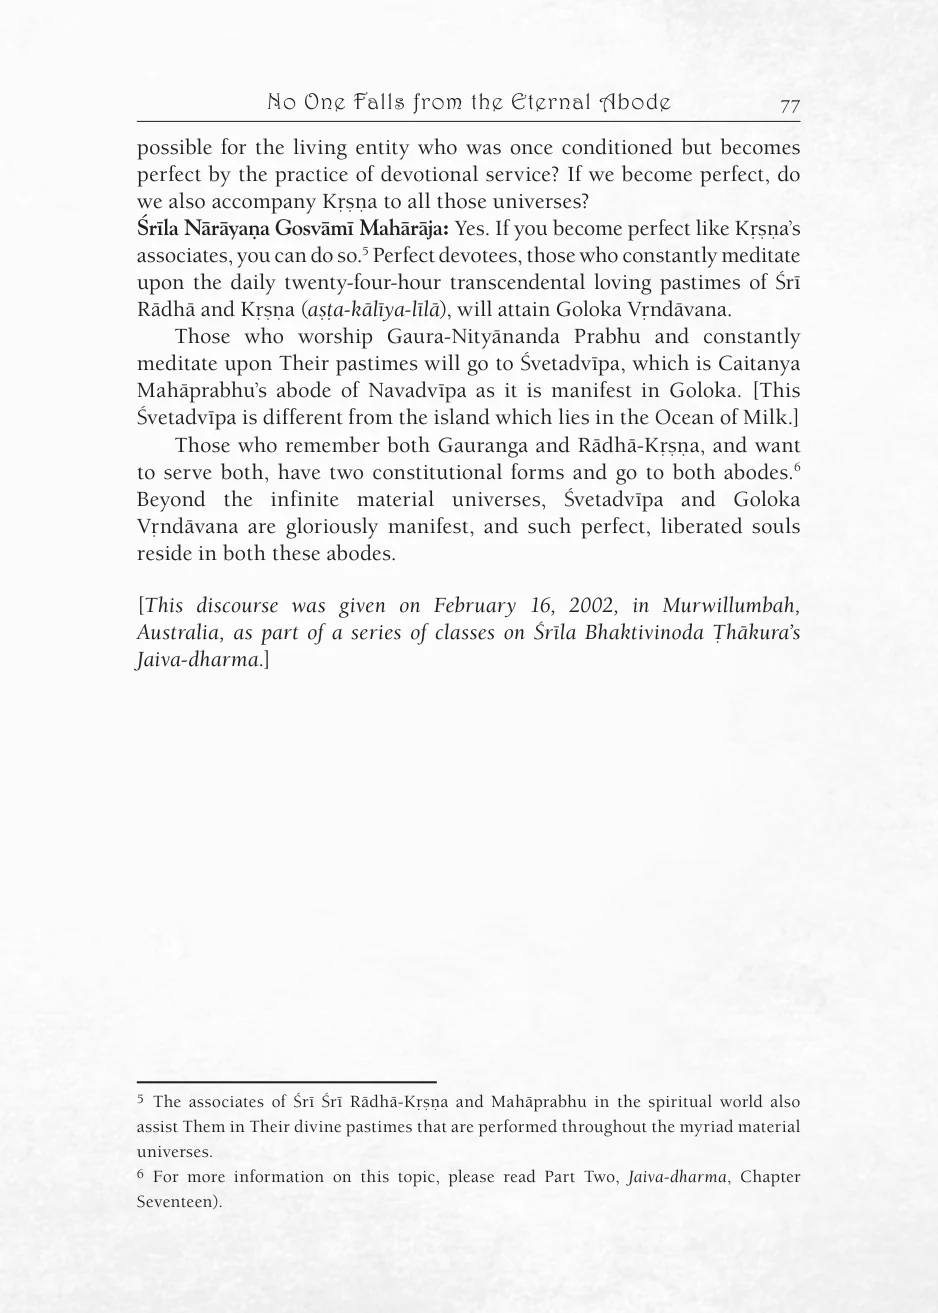 No One Falls from the Eternal Abode 77
possible for the living entity who was once conditioned but becomes
perfect by the practice of devotional service? If we become perfect, do
we also accompany Kṛṣṇa to all those universes?
Śrīla Nārāyaṇa Gosvāmī Mahārāja: Yes. If you become perfect like Kṛṣṇa’s
associates, you can do so.⁵ Perfect devotees, those who constantly meditate
upon the daily twenty-four-hour transcendental loving pastimes of Śrī
Rādhā and Kṛṣṇa (aṣṭa-kālīya-līlā), will attain Goloka Vṛndāvana.
Those who worship Gaura-Nityānanda Prabhu and constantly
meditate upon Their pastimes will go to Śvetadvīpa, which is Caitanya
Mahāprabhu’s abode of Navadvīpa as it is manifest in Goloka. [This
Śvetadvīpa is different from the island which lies in the Ocean of Milk.]
Those who remember both Gauranga and Rādhā-Kṛṣṇa, and want
to serve both, have two constitutional forms and go to both abodes.⁶
Beyond the infinite material universes, Śvetadvīpa and Goloka
Vṛndāvana are gloriously manifest, and such perfect, liberated souls
reside in both these abodes.
[This discourse was given on February 16, 2002, in Murwillumbah,
Australia, as part of a series of classes on Śrīla Bhaktivinoda Ṭhākura’s
Jaiva-dharma.]
⁵ The associates of Śrī Śrī Rādhā-Kṛṣṇa and Mahāprabhu in the spiritual world also
assist Them in Their divine pastimes that are performed throughout the myriad material
universes.
⁶ For more information on this topic, please read Part Two, Jaiva-dharma, Chapter
Seventeen).